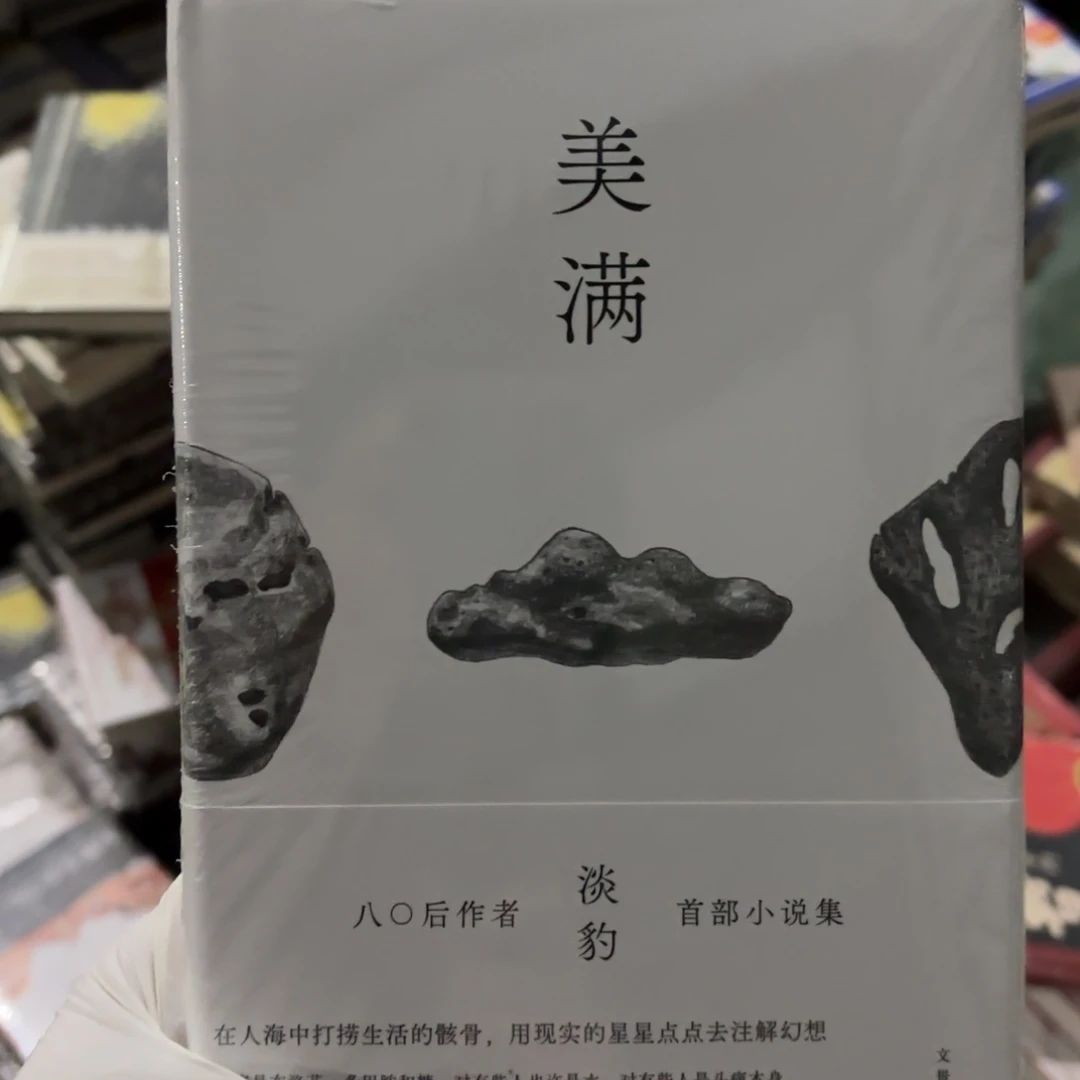 美满
八〇后作者 淡豹 首部小说集
在人海中打捞生活的骸骨，用现实的星星点点去注解幻想
文